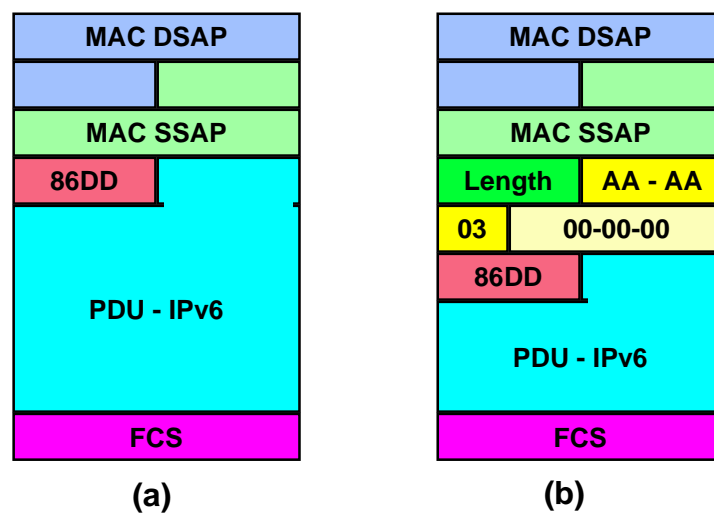 MAC DSAP
MAC SSAP
86DD
PDU - IPv6
FCS
(a)
MAC DSAP
MAC SSAP
Length AA - AA
03 00-00-00
86DD
PDU - IPv6
FCS
(b)